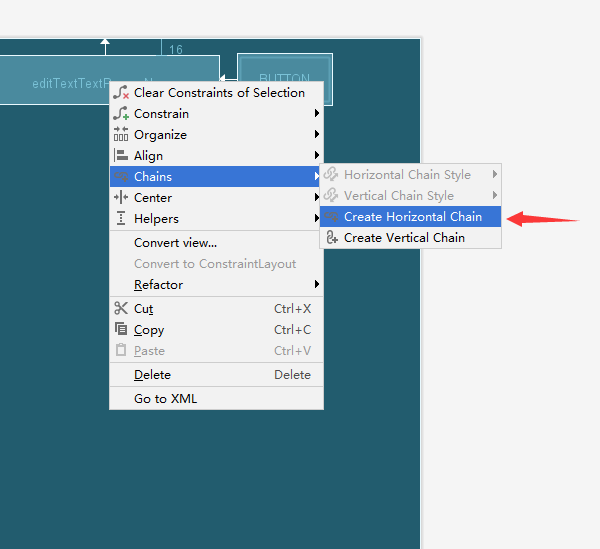 16
BUTTON
Clear Constraints of Selection
Constrain
Organize
Align
Chains
Center
Helpers
Convert view...
Convert to ConstraintLayout
Refactor
Cut Ctrl+X
Copy Ctrl+C
Paste Ctrl+V
Delete Delete
Go to XML
Horizontal Chain Style
Vertical Chain Style
Create Horizontal Chain
Create Vertical Chain